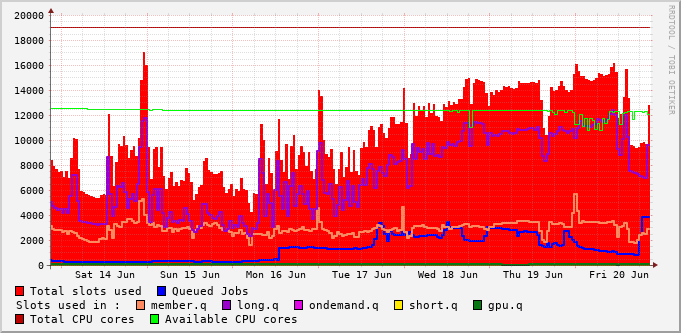 20000
18000
16000
14000
12000
10000
8000
6000
4000
2000
0
Sat 14 Jun Sun 15 Jun Mon 16 Jun Tue 17 Jun Wed 18 Jun Thu 19 Jun Fri 20 Jun
RRDTOOL / TOBI OETIKER
Total slots used Queued Jobs
Slots used in : member.q long.q ondemand.q short.q gpu.q
Total CPU cores Available CPU cores